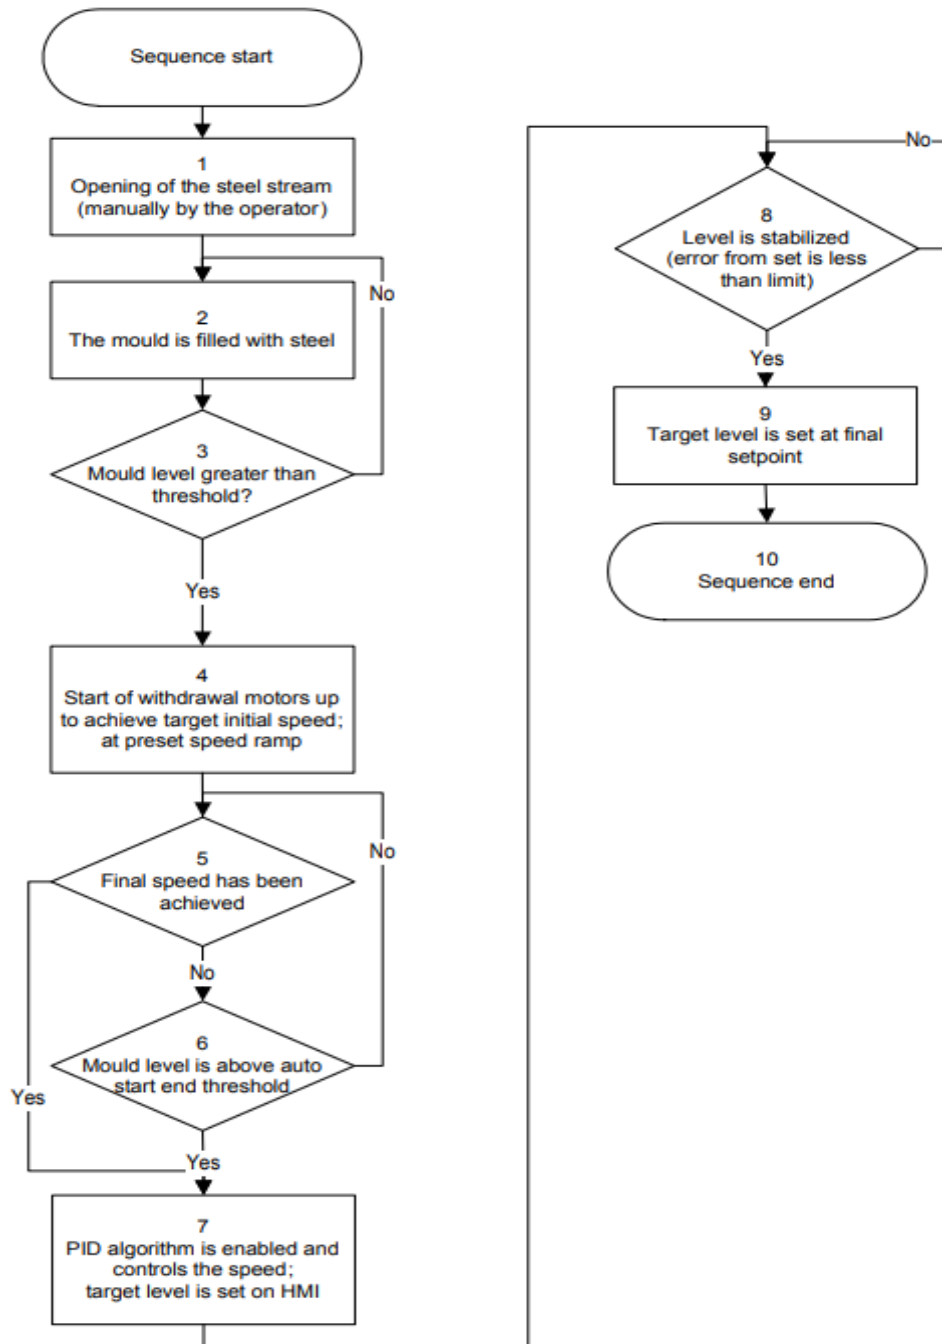 Sequence start
1
Opening of the steel stream
(manually by the operator)
No
2
The mould is filled with steel
3
Mould level greater than
threshold?
Yes
4
Start of withdrawal motors up
to achieve target initial speed;
at preset speed ramp
No
5
Final speed has been
achieved
No
6
Mould level is above auto
start end threshold
Yes
Yes
7
PID algorithm is enabled and
controls the speed;
target level is set on HMI
No
8
Level is stabilized
(error from set is less
than limit)
Yes
9
Target level is set at final
setpoint
10
Sequence end